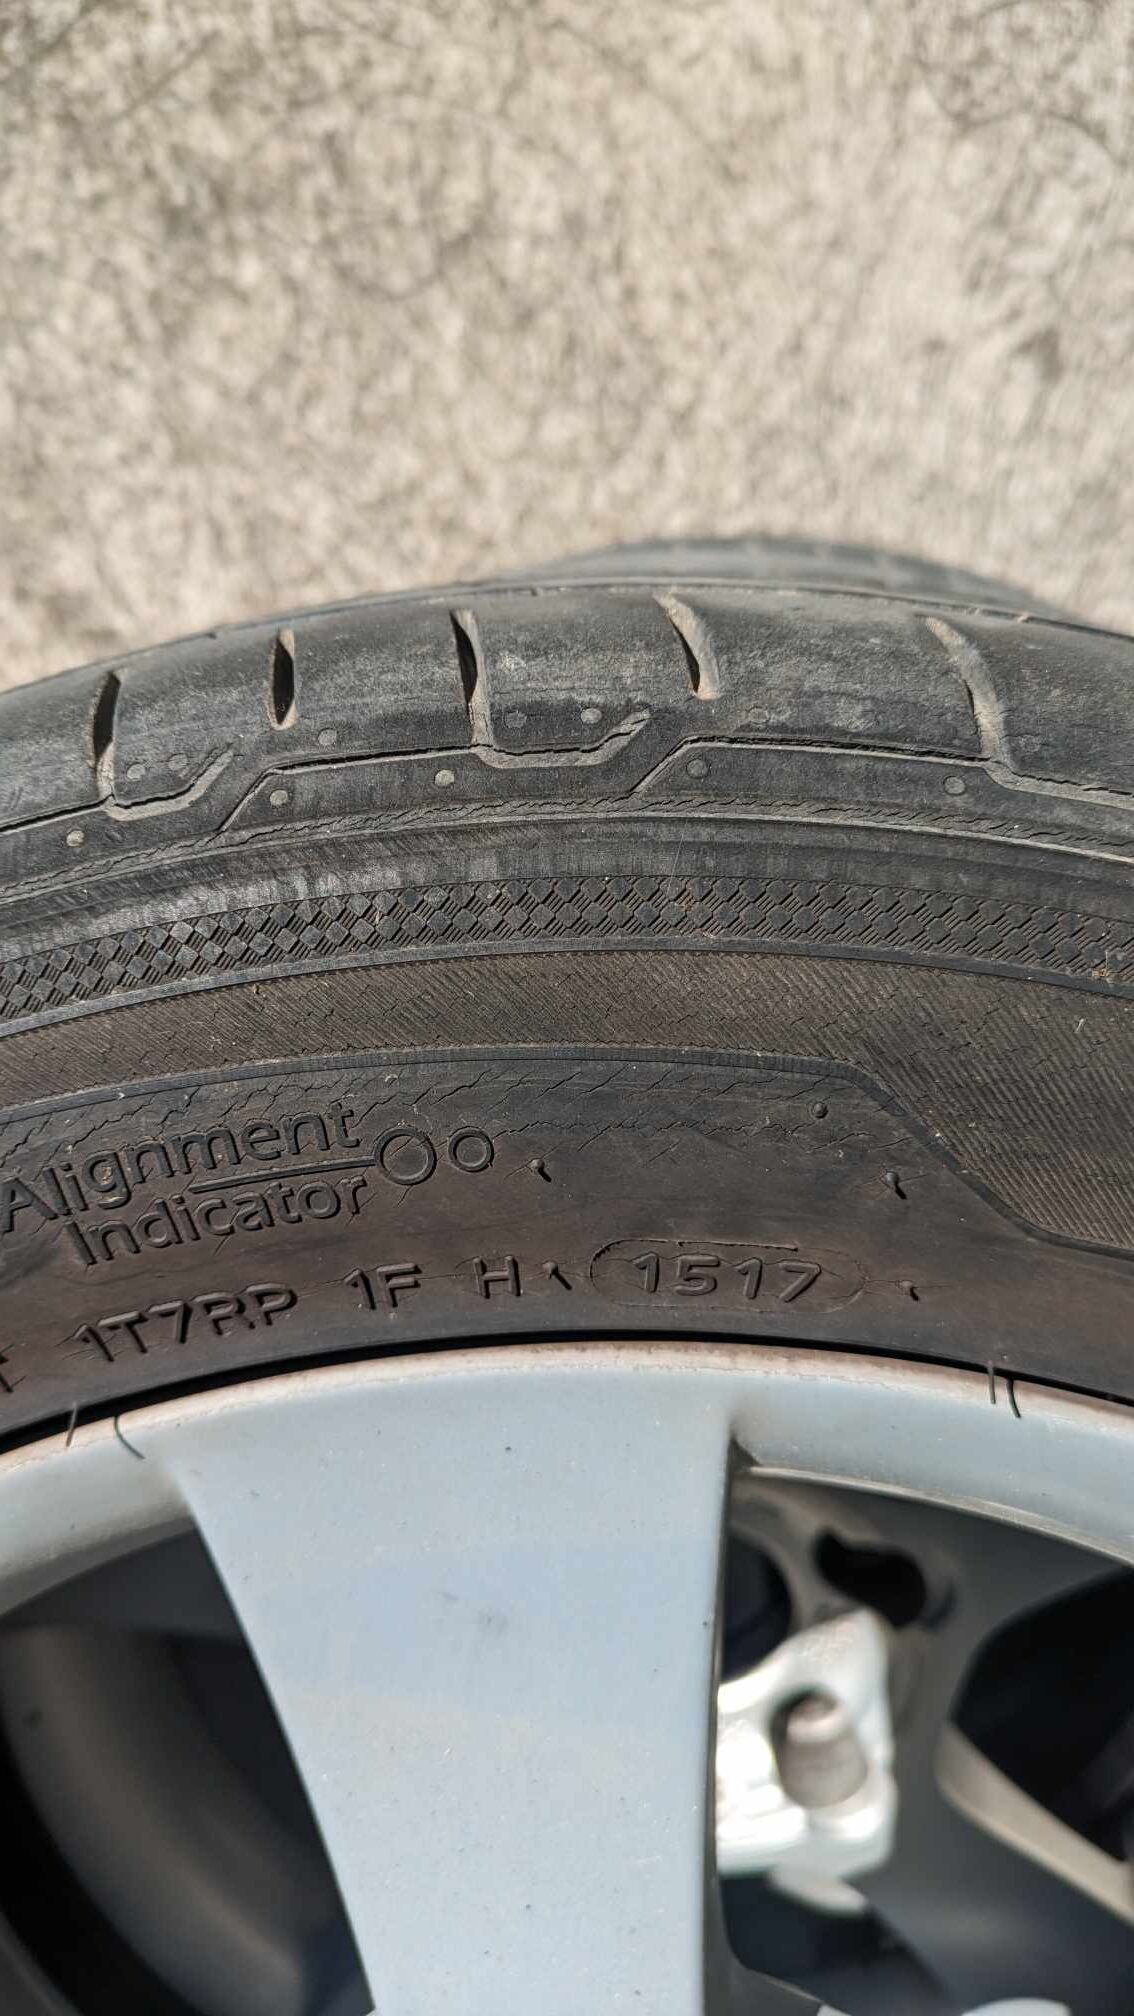 Alignment
Indicator
1T7RP 1F H 1517